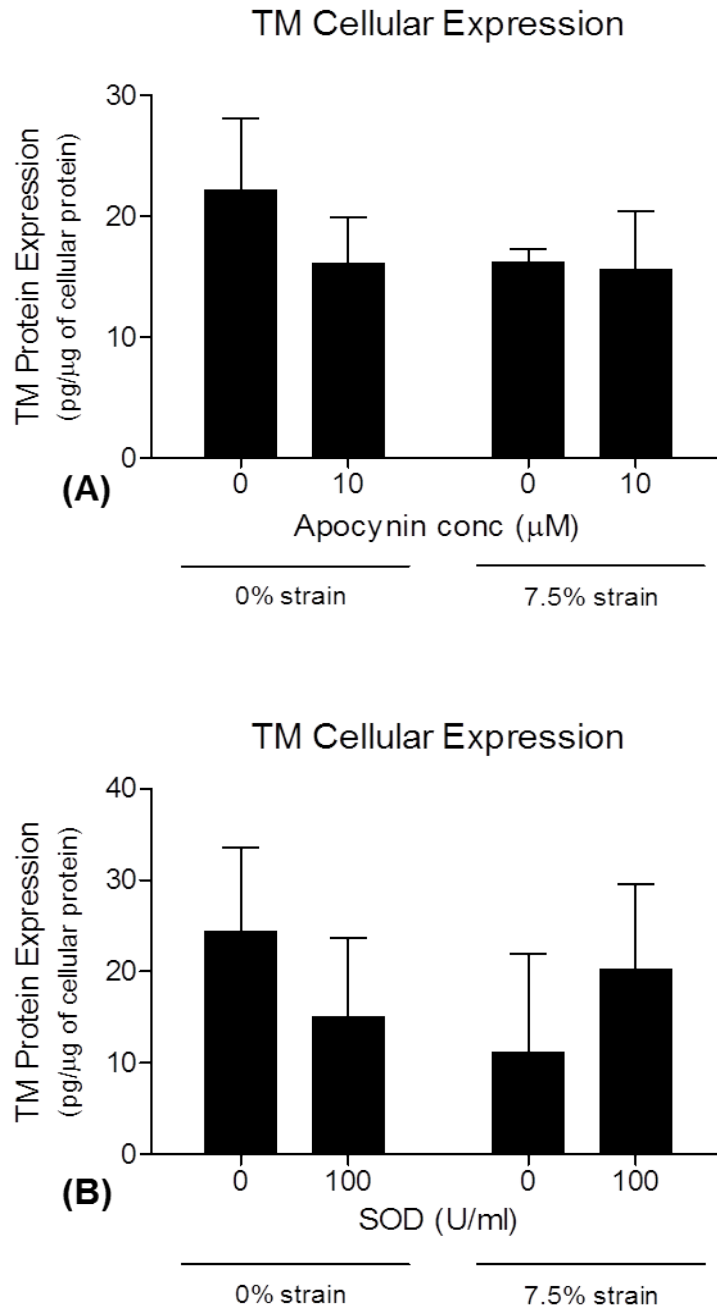 TM Cellular Expression
TM Protein Expression
(pg/μg of cellular protein)
30
20
10
0
(A)
0 10 0 10
Apocynin conc (μM)
0% strain 7.5% strain
TM Cellular Expression
TM Protein Expression
(pg/μg of cellular protein)
40
30
20
10
0
(B)
0 100 0 100
SOD (U/ml)
0% strain 7.5% strain